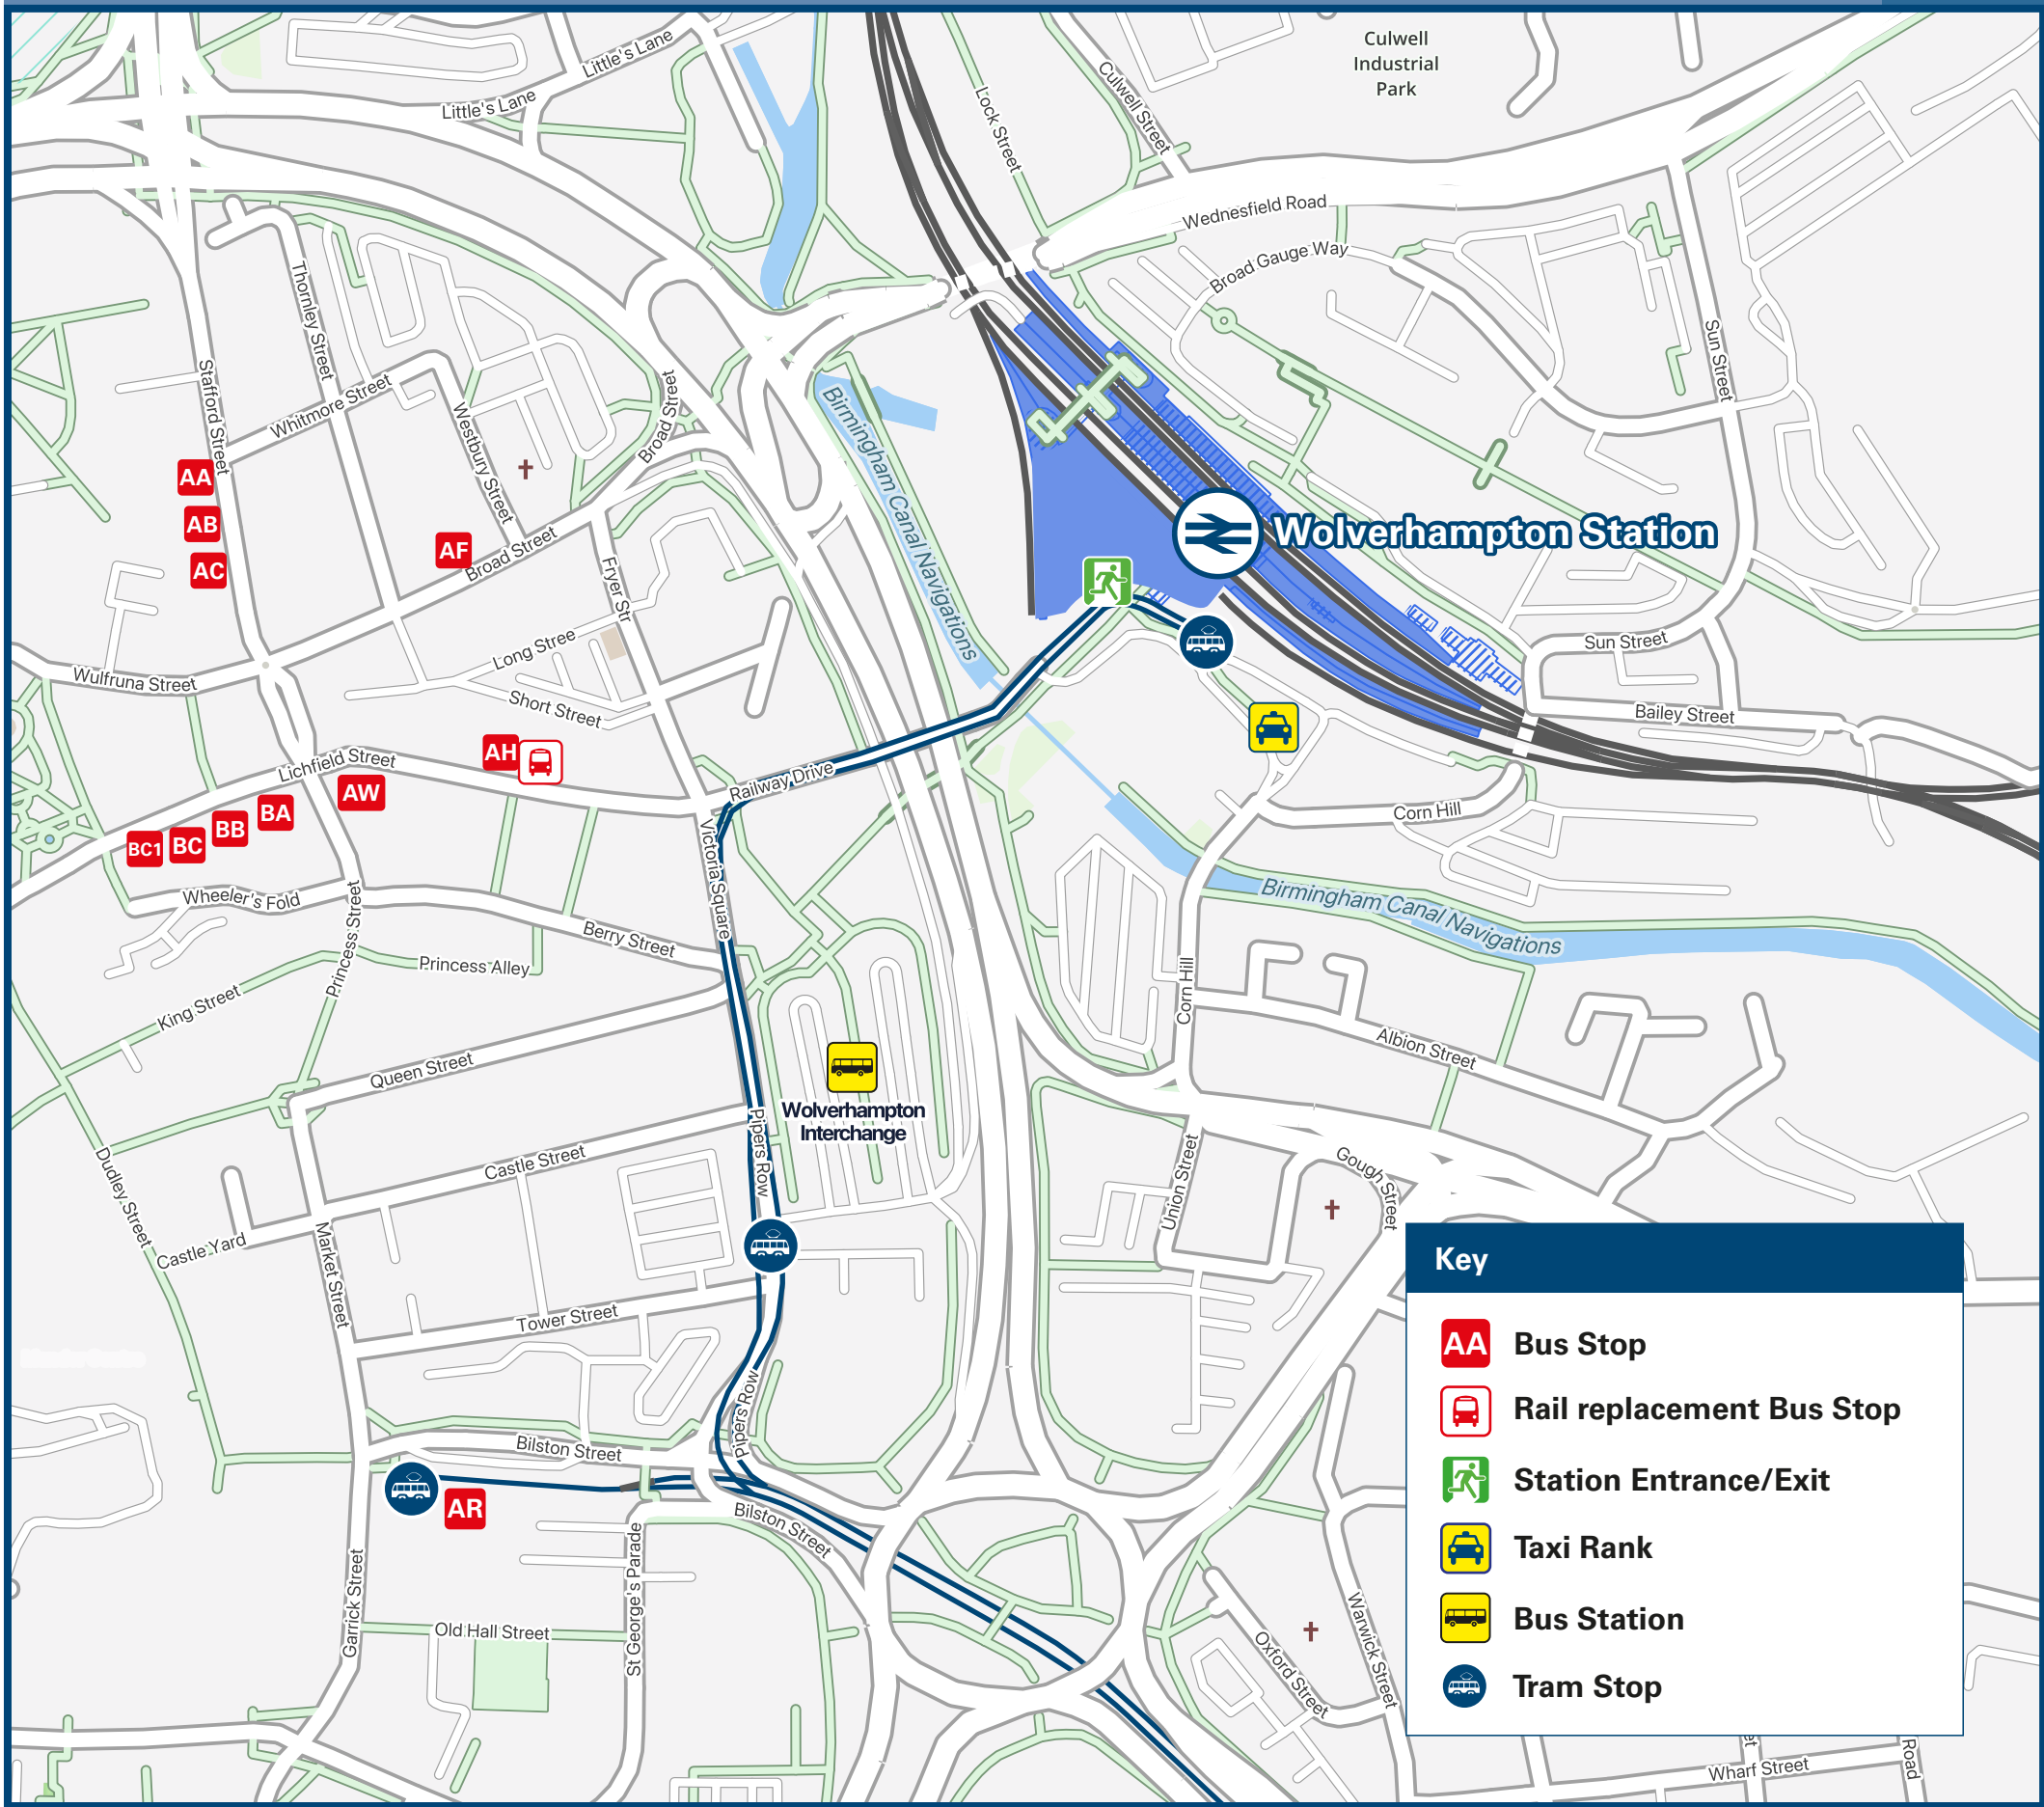 Culwell
Industrial
Park
Little's Lane
Little's Lane
Lock Street
Culwell Street
Wednesfield Road
Broad Gauge Way
Thornley Street
Stafford Street
Whitmore Street
Westbury Street
Broad Street
Birmingham Canal Navigations
Sun Street
AA
AB
AC
AF
Broad Street
Fryer Str
Wolverhampton Station
Long Stree
Short Street
Wulfruna Street
Sun Street
Bailey Street
Lichfield Street
AH
AW
BA
BB
BC
BC1
Railway Drive
Victoria Square
Corn Hill
Wheeler's Fold
Princess Street
Berry Street
Princess Alley
King Street
Birmingham Canal Navigations
Corn Hill
Albion Street
Queen Street
Wolverhampton
Interchange
Pipers Row
Castle Street
Dudley Street
Castle Yard
Market Street
Union Street
Gough Street
Tower Street
Pipers Row
Bilston Street
AR
Bilston Street
Garrick Street
St George's Parade
Old Hall Street
Oxford Street
Warwick Street
Wharf Street
et
Road
Key
AA Bus Stop
Rail replacement Bus Stop
Station Entrance/Exit
Taxi Rank
Bus Station
Tram Stop